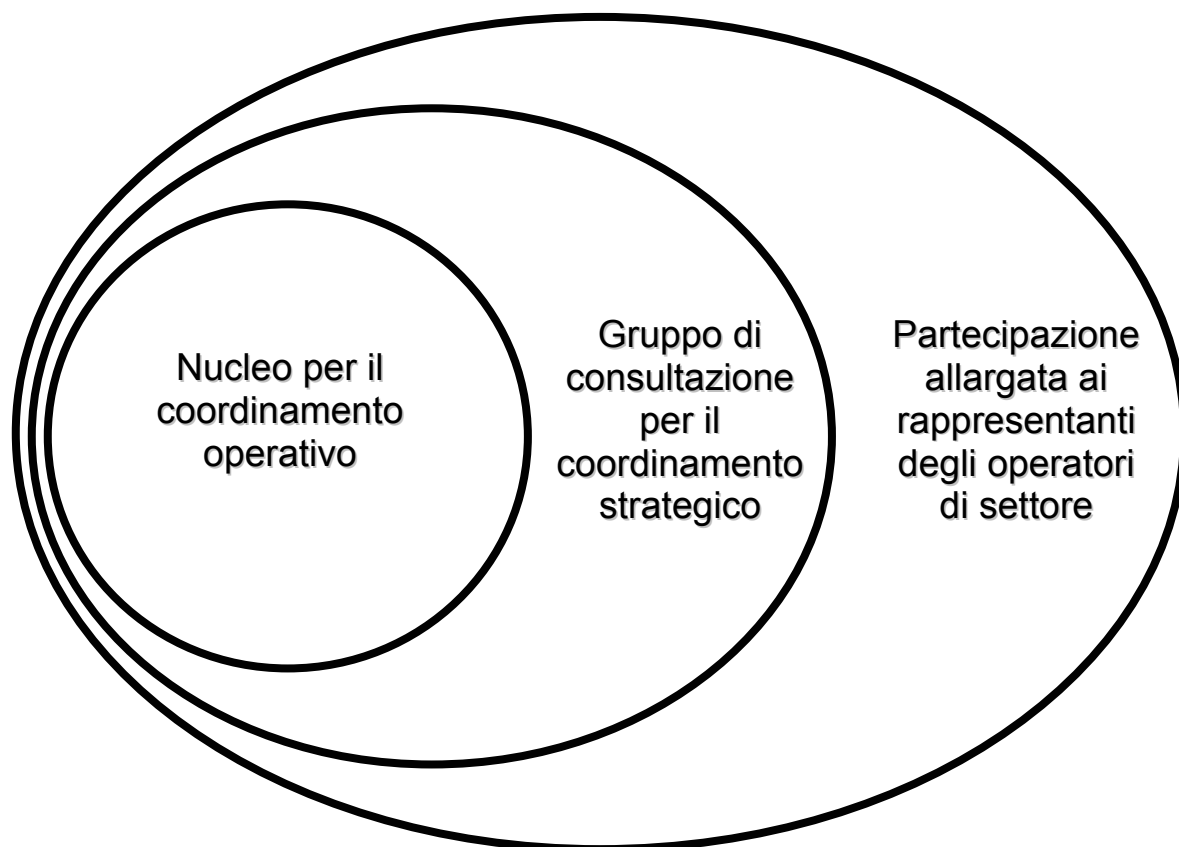 Nucleo per il
coordinamento
operativo
Gruppo di
consultazione
per il
coordinamento
strategico
Partecipazione
allargata ai
rappresentanti
degli operatori
di settore